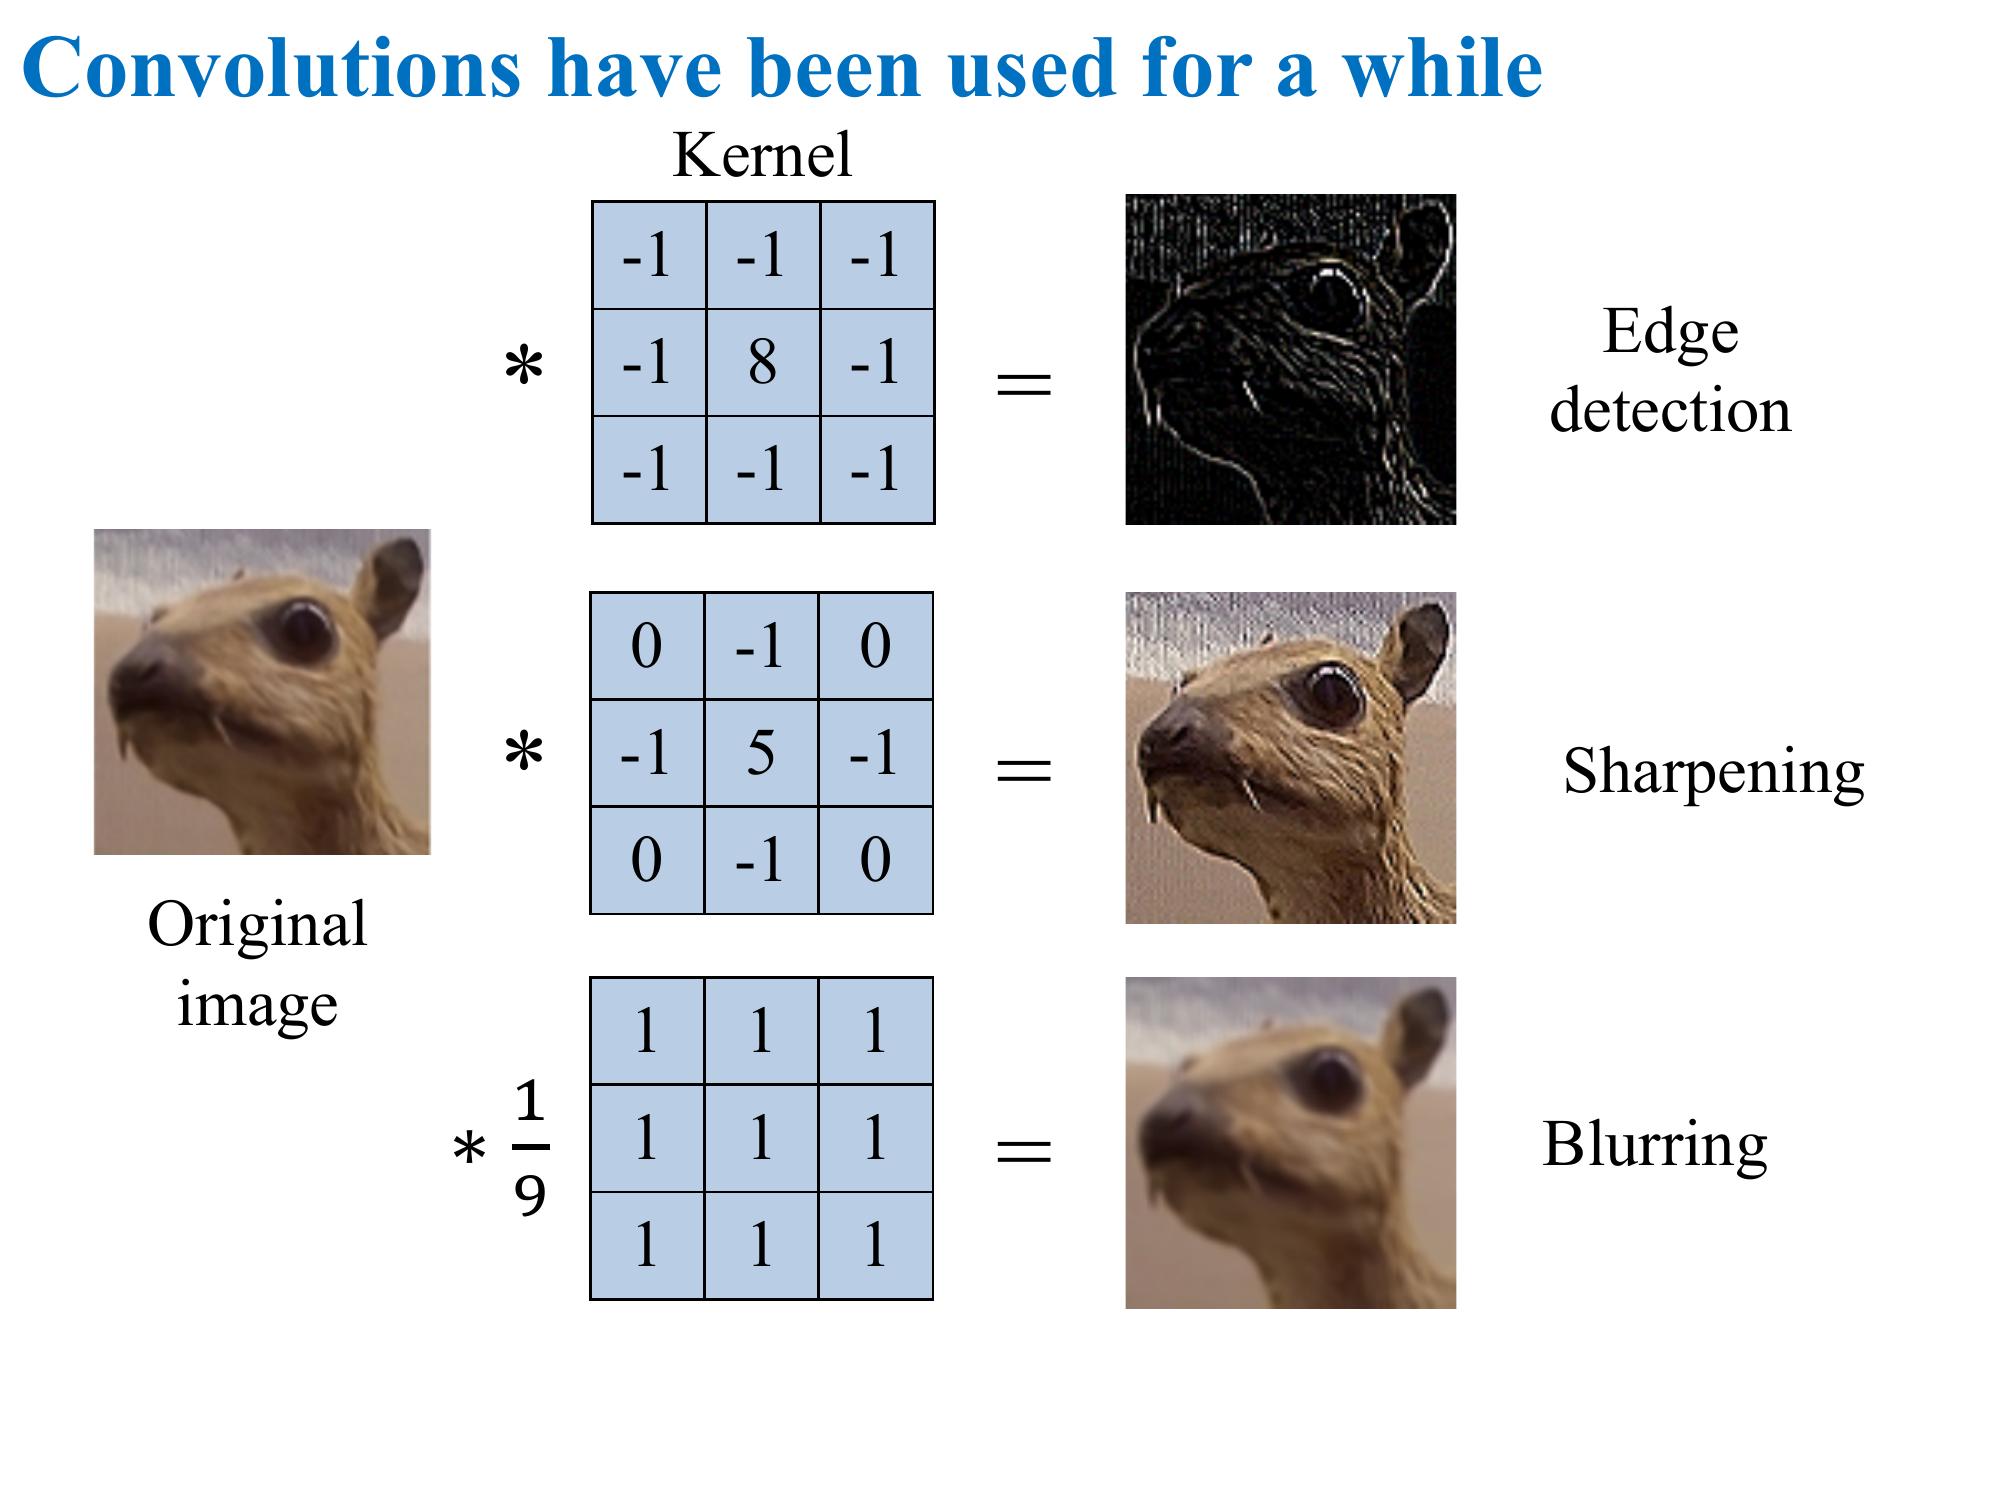 Convolutions have been used for a while
Kernel
-1 -1 -1
-1 8 -1
-1 -1 -1
*
=
Edge
detection
0 -1 0
-1 5 -1
0 -1 0
*
=
Sharpening
Original
image
1 1 1
1 1 1
1 1 1
* 1
9
=
Blurring